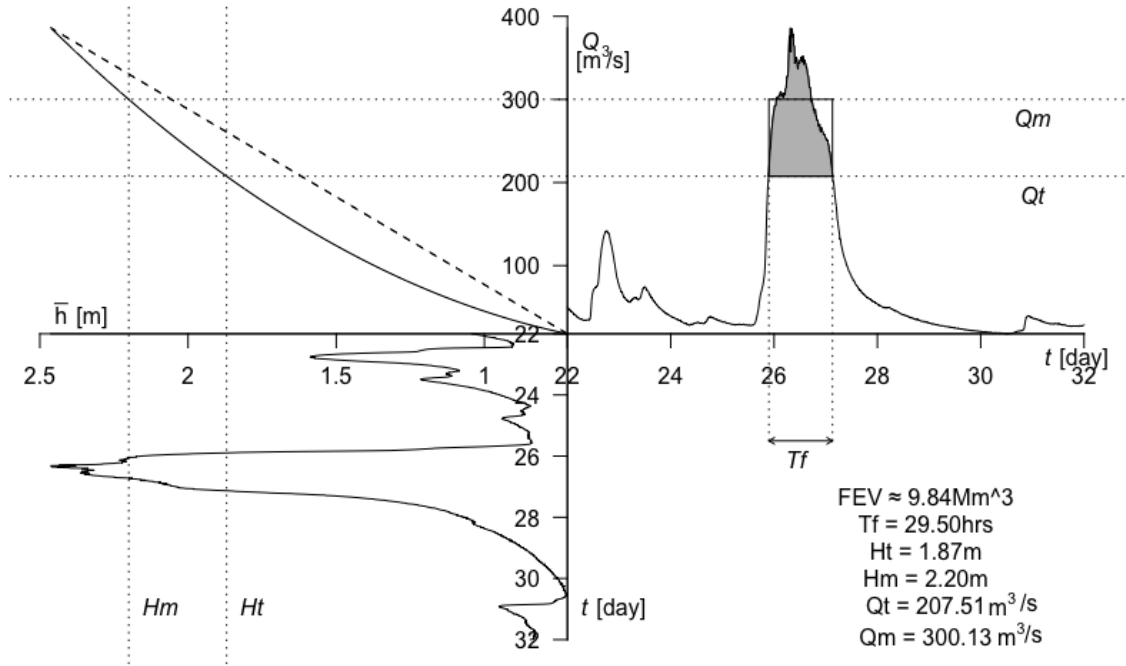 400
Q
[m³/s]
300
Qm
200
Qt
100
h̅ [m]
22
t [day]
2.5 2 1.5 1 22 24 26 28 30 32
24
26
Tf
28
FEV ≈ 9.84Mm^3
Tf = 29.50hrs
Ht = 1.87m
Hm = 2.20m
Qt = 207.51 m³/s
Qm = 300.13 m³/s
30
Hm Ht t [day]
32